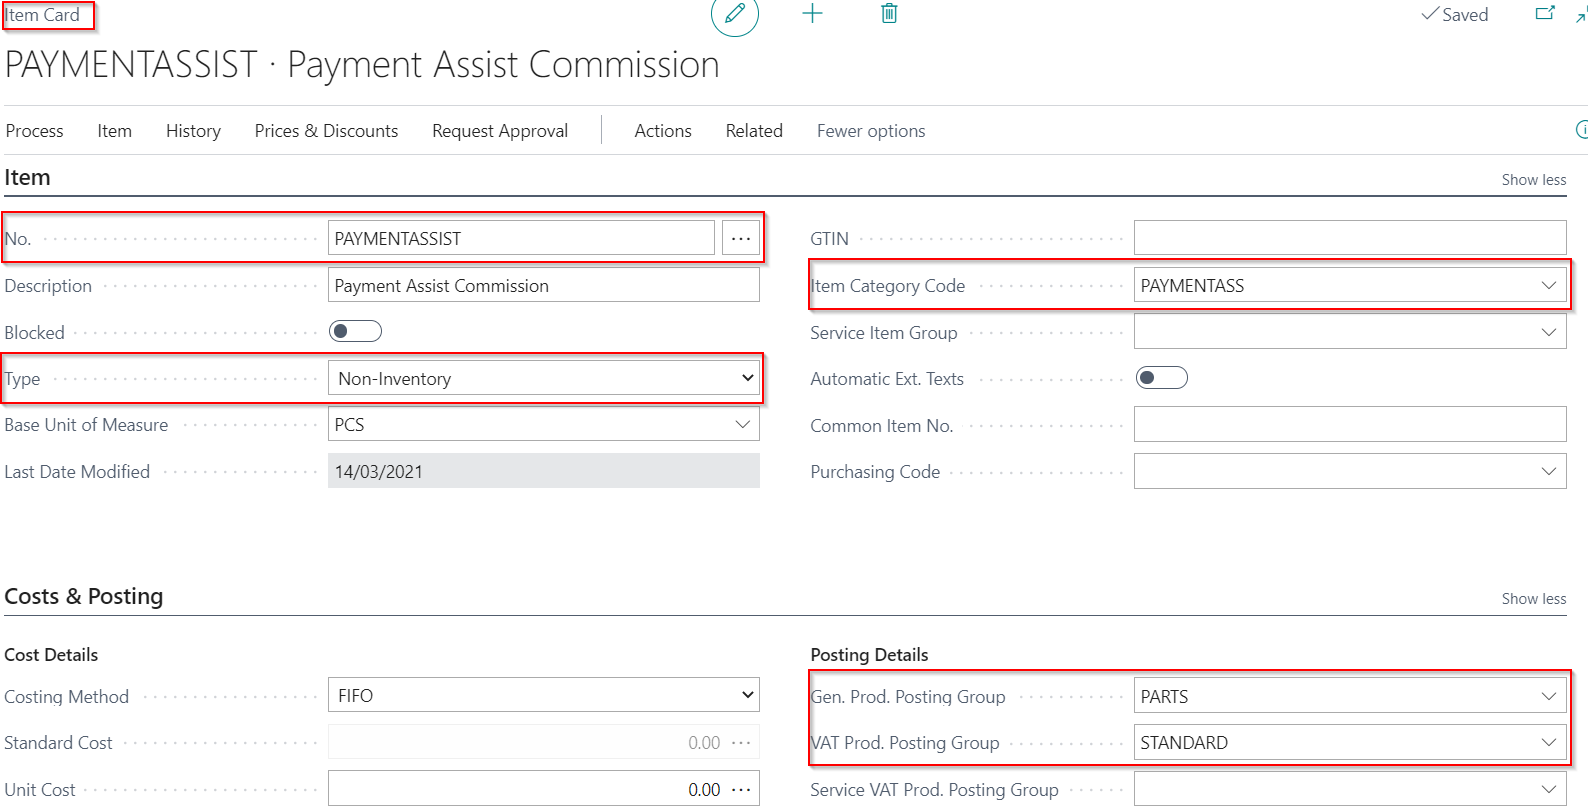 Item Card
Saved
PAYMENTASSIST · Payment Assist Commission
Process Item History Prices & Discounts Request Approval Actions Related Fewer options
Item
Show less
No. PAYMENTASSIST ...
Description Payment Assist Commission
Blocked
Type Non-Inventory
Base Unit of Measure PCS
Last Date Modified 14/03/2021
GTIN
Item Category Code PAYMENTASS
Service Item Group
Automatic Ext. Texts
Common Item No.
Purchasing Code
Costs & Posting
Show less
Cost Details
Costing Method FIFO
Standard Cost 0.00 ...
Unit Cost 0.00 ...
Posting Details
Gen. Prod. Posting Group PARTS
VAT Prod. Posting Group STANDARD
Service VAT Prod. Posting Group